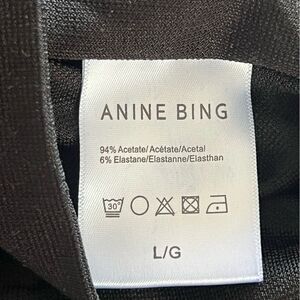 ANINE BING
94% Acetate/Acétate/Acetal
6% Elastane/Elastanne/Elasthan
30°
L/G